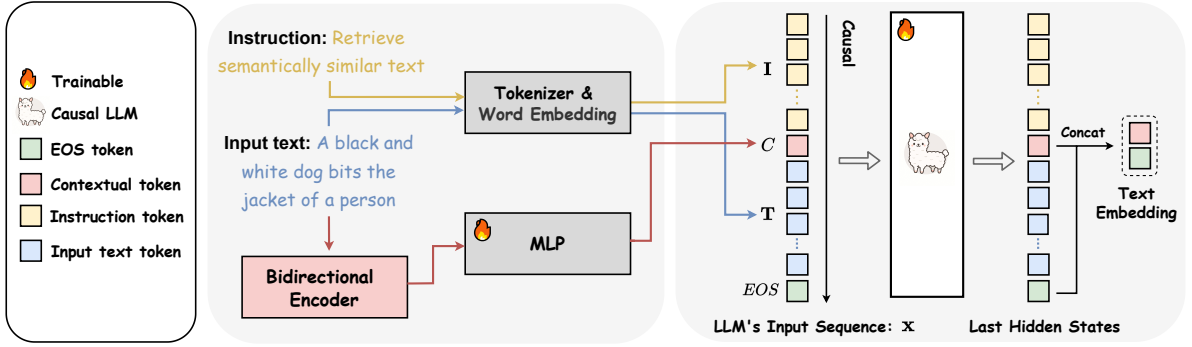 Trainable
Causal LLM
EOS token
Contextual token
Instruction token
Input text token
Instruction: Retrieve
semantically similar text
Input text: A black and
white dog bits the
jacket of a person
Bidirectional
Encoder
Tokenizer &
Word Embedding
MLP
I
C
T
EOS
Causal
LLM's Input Sequence: x
Last Hidden States
Concat
Text
Embedding